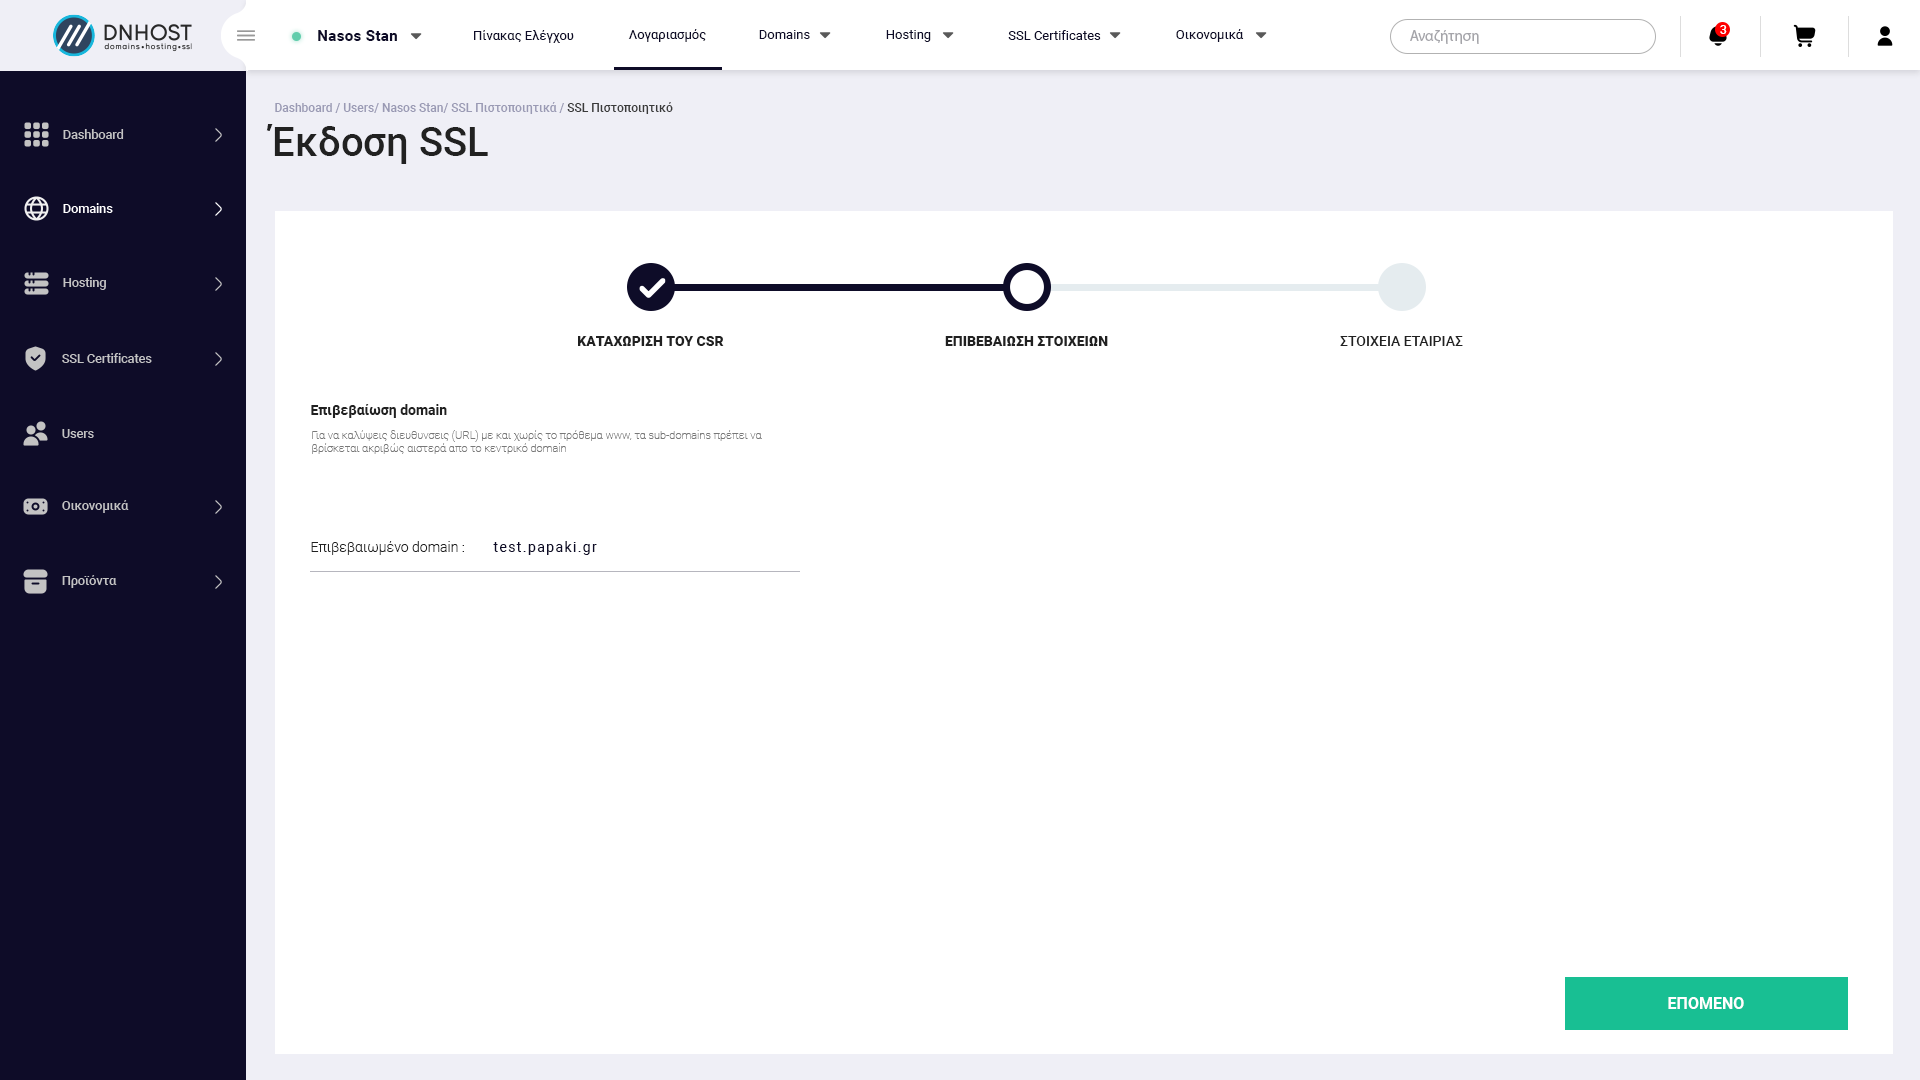 DNHOST
domains•hosting•ssl
Nasos Stan
Πίνακας Ελέγχου
Λογαριασμός
Domains
Hosting
SSL Certificates
Οικονομικά
Αναζήτηση
3
Dashboard
Domains
Hosting
SSL Certificates
Users
Οικονομικά
Προϊόντα
Dashboard / Users/ Nasos Stan/ SSL Πιστοποιητικά / SSL Πιστοποιητικό
Έκδοση SSL
ΚΑΤΑΧΩΡΙΣΗ ΤΟΥ CSR
ΕΠΙΒΕΒΑΙΩΣΗ ΣΤΟΙΧΕΙΩΝ
ΣΤΟΙΧΕΙΑ ΕΤΑΙΡΙΑΣ
Επιβεβαίωση domain
Για να καλύψεις διευθυνσεις (URL) με και χωρίς το πρόθεμα www, τα sub-domains πρέπει να
βρίσκεται ακριβώς αιστερά απο το κεντρικό domain
Επιβεβαιωμένο domain :
test.papaki.gr
ΕΠΟΜΕΝΟ